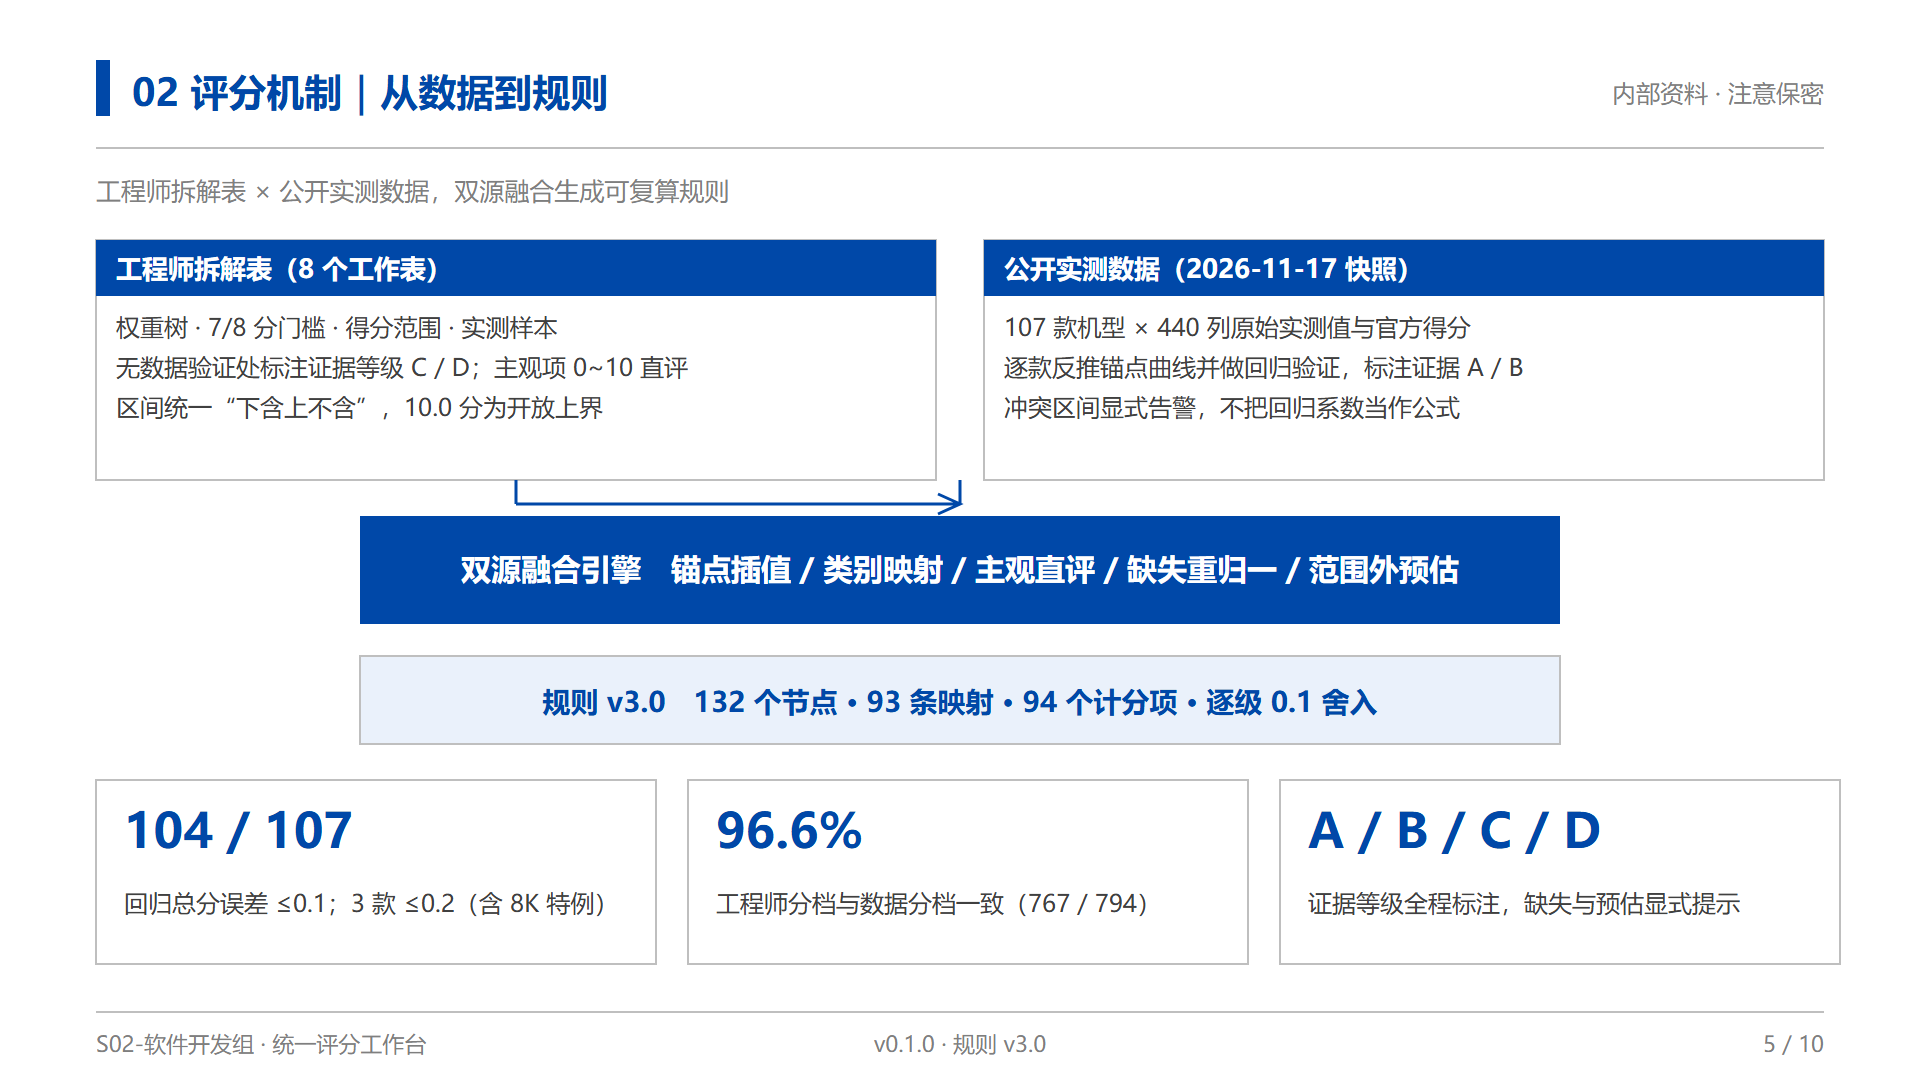 02 评分机制｜从数据到规则
内部资料 · 注意保密
工程师拆解表 × 公开实测数据，双源融合生成可复算规则
工程师拆解表（8 个工作表）
权重树 · 7/8 分门槛 · 得分范围 · 实测样本
无数据验证处标注证据等级 C / D；主观项 0~10 直评
区间统一“下含上不含”，10.0 分为开放上界
公开实测数据（2026-11-17 快照）
107 款机型 × 440 列原始实测值与官方得分
逐款反推锚点曲线并做回归验证，标注证据 A / B
冲突区间显式告警，不把回归系数当作公式
双源融合引擎　锚点插值 / 类别映射 / 主观直评 / 缺失重归一 / 范围外预估
规则 v3.0　132 个节点 • 93 条映射 • 94 个计分项 • 逐级 0.1 舍入
104 / 107
回归总分误差 ≤0.1；3 款 ≤0.2（含 8K 特例）
96.6%
工程师分档与数据分档一致（767 / 794）
A / B / C / D
证据等级全程标注，缺失与预估显式提示
S02-软件开发组 · 统一评分工作台
v0.1.0 · 规则 v3.0
5 / 10